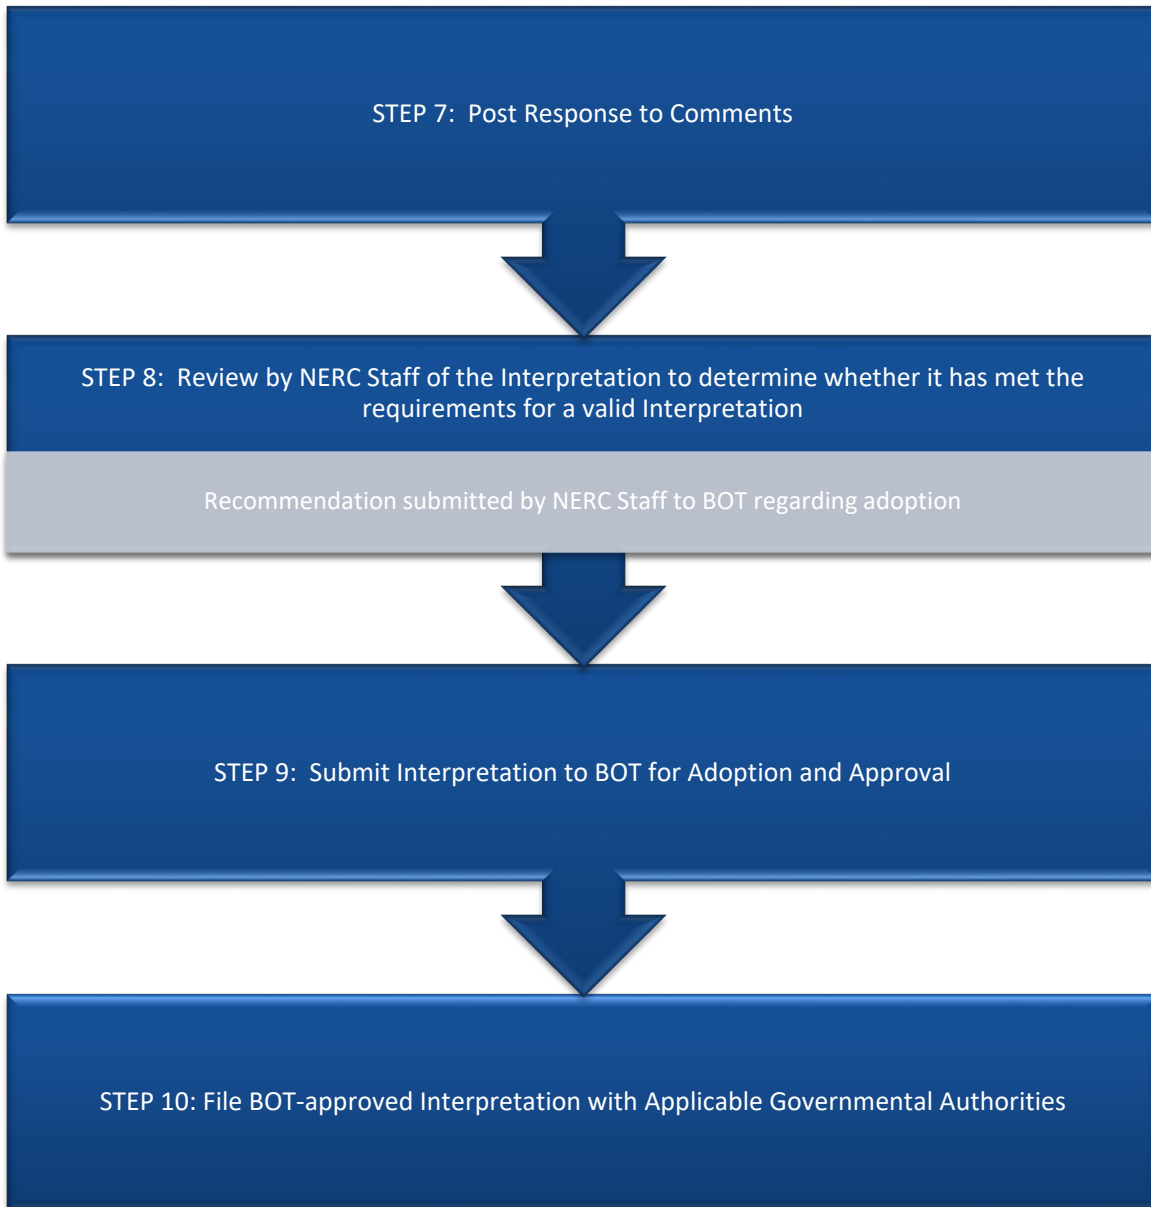 STEP 7:  Post Response to Comments
STEP 8:  Review by NERC Staff of the Interpretation to determine whether it has met the
requirements for a valid Interpretation
Recommendation submitted by NERC Staff to BOT regarding adoption
STEP 9:  Submit Interpretation to BOT for Adoption and Approval
STEP 10: File BOT-approved Interpretation with Applicable Governmental Authorities